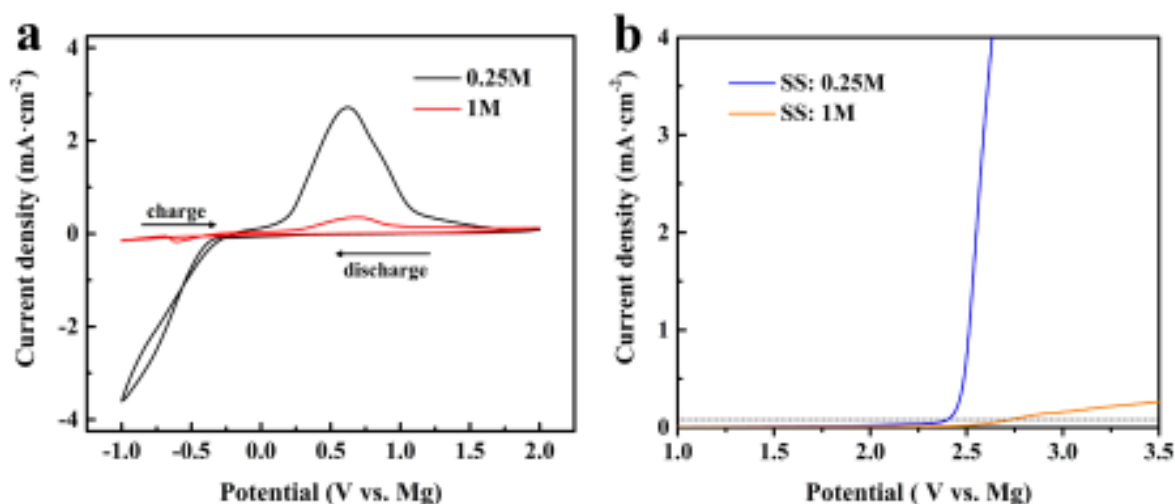 a
4
2
0
-2
-4
Current density (mA·cm-2)
0.25M
1M
charge
discharge
-1.0 -0.5 0.0 0.5 1.0 1.5 2.0
Potential (V vs. Mg)
b
4
3
2
1
0
Current density (mA·cm-2)
SS: 0.25M
SS: 1M
1.0 1.5 2.0 2.5 3.0 3.5
Potential ( V vs. Mg)